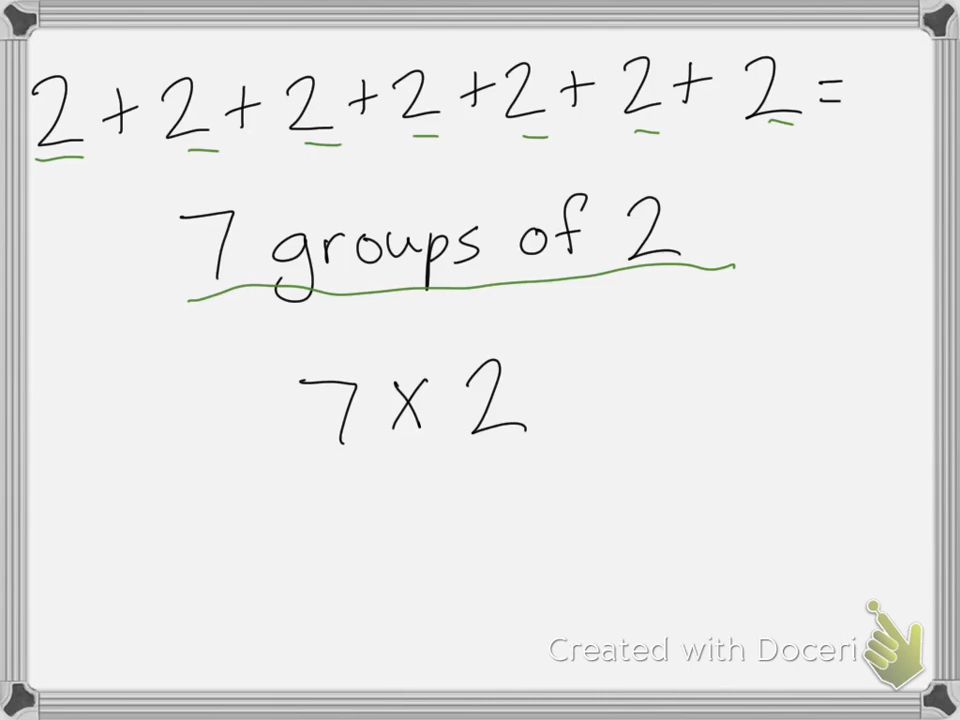 2 + 2 + 2 + 2 + 2 + 2 + 2 =
7 groups of 2
7 x 2
Created with Doceri